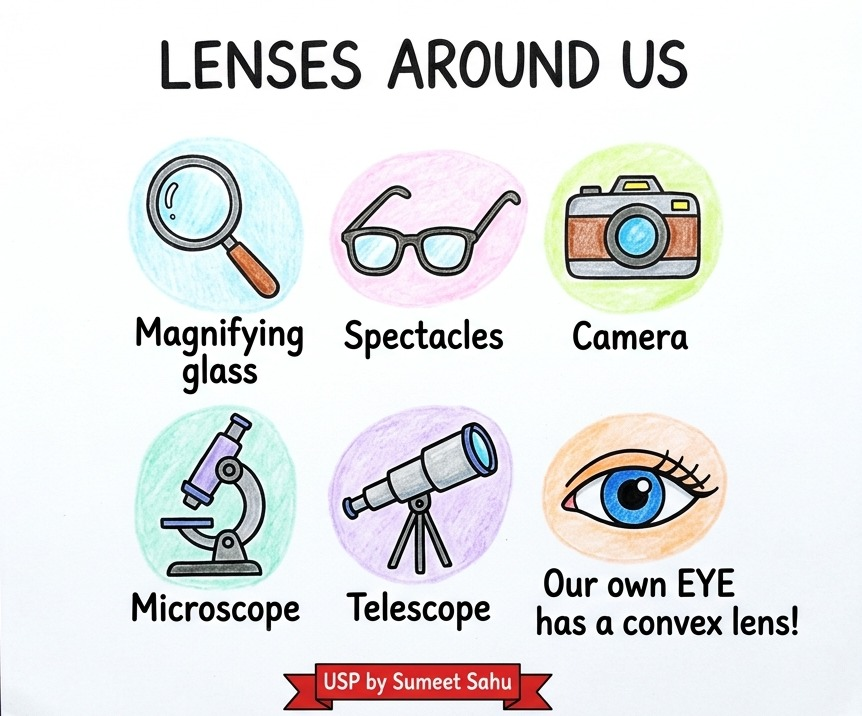 LENSES AROUND US
Magnifying
glass
Spectacles
Camera
Microscope
Telescope
Our own EYE
has a convex lens!
USP by Sumeet Sahu